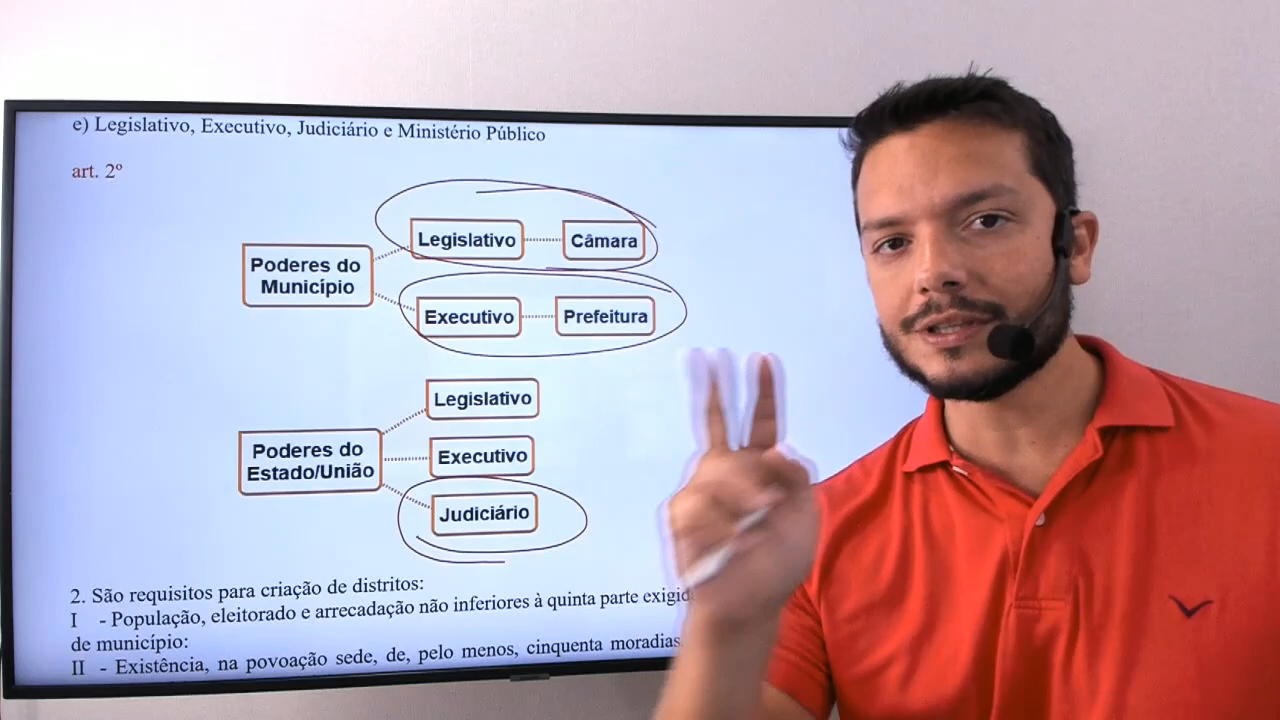 e) Legislativo, Executivo, Judiciário e Ministério Público
art. 2º
Legislativo
Câmara
Poderes do
Município
Executivo
Prefeitura
Legislativo
Poderes do
Estado/União
Executivo
Judiciário
2. São requisitos para criação de distritos:
I - População, eleitorado e arrecadação não inferiores à quinta parte
de município:
II - Existência, na povoação sede, de, pelo menos, cinquenta moradias